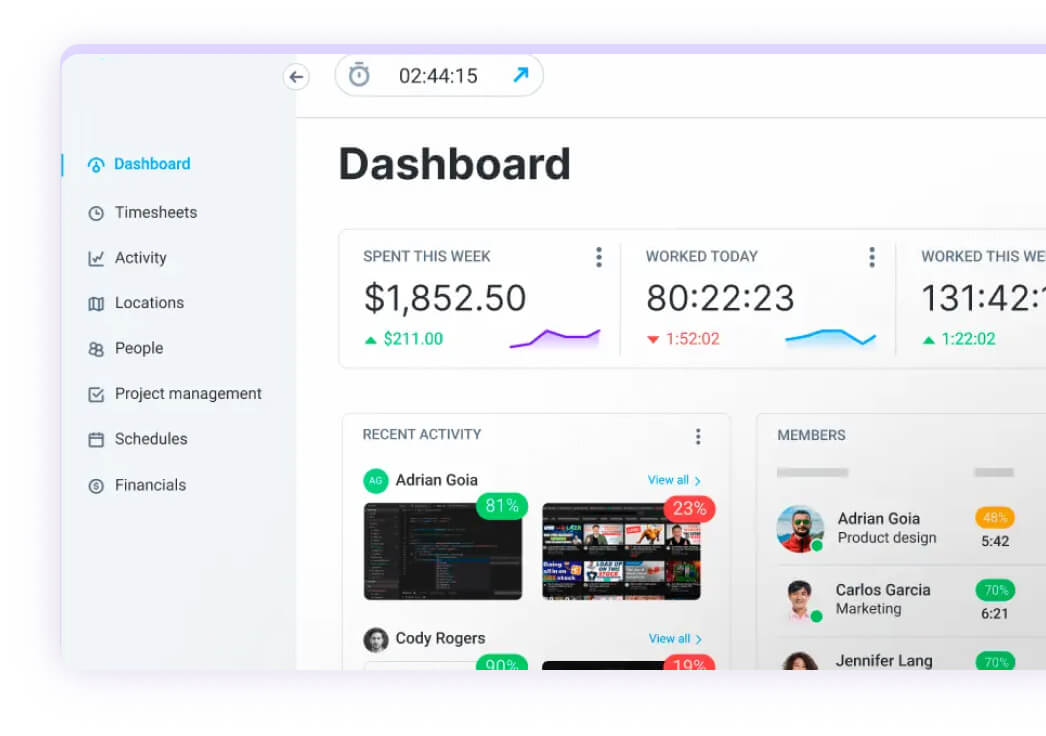 02:44:15
Dashboard
Timesheets
Activity
Locations
People
Project management
Schedules
Financials
Dashboard
SPENT THIS WEEK
$1,852.50
$211.00
WORKED TODAY
80:22:23
1:52:02
WORKED THIS WE
131:42:1
1:22:02
RECENT ACTIVITY
AG Adrian Goia View all
81%
23%
Cody Rogers View all
90%
19%
MEMBERS
Adrian Goia 48%
Product design 5:42
Carlos Garcia 70%
Marketing 6:21
Jennifer Lang 70%